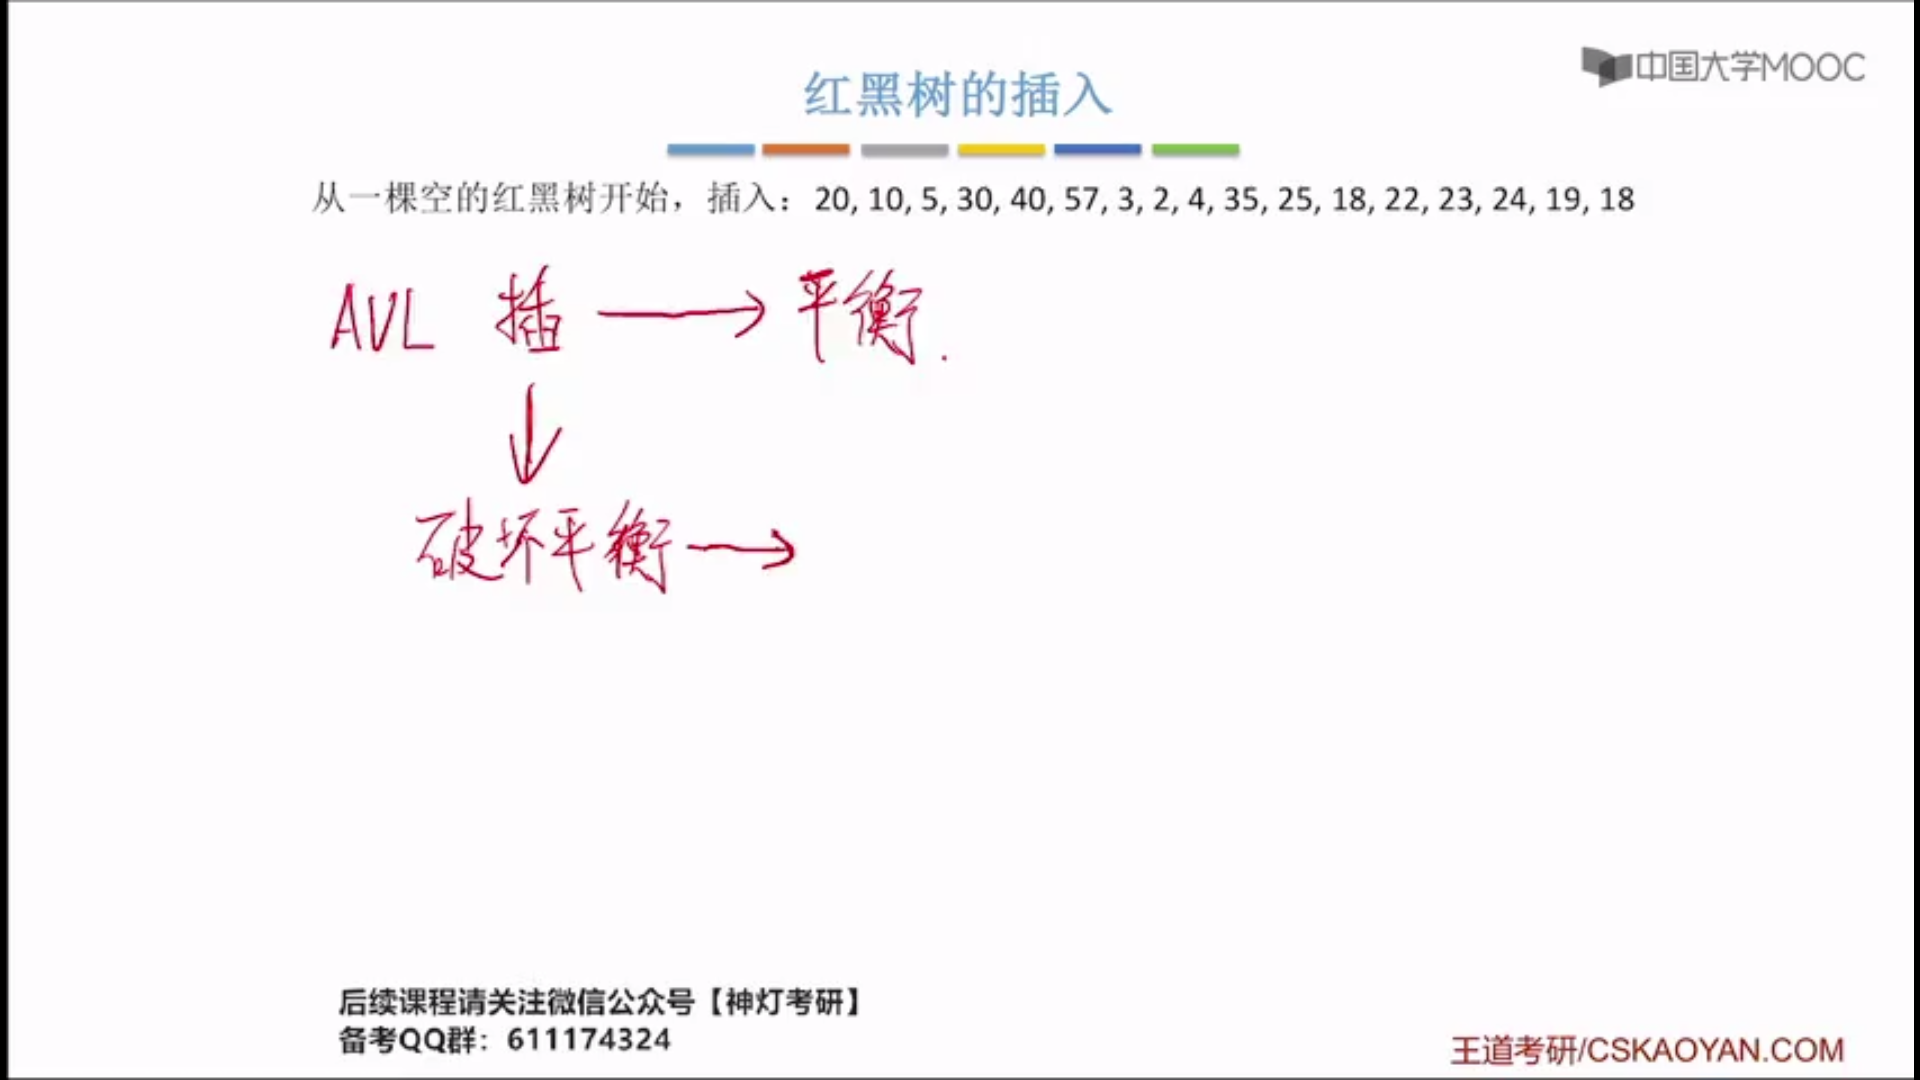 中国大学MOOC
红黑树的插入
从一棵空的红黑树开始，插入：20, 10, 5, 30, 40, 57, 3, 2, 4, 35, 25, 18, 22, 23, 24, 19, 18
AVL 插 → 平衡.
↓
破坏平衡 →
后续课程请关注微信公众号【神灯考研】
备考QQ群：611174324
王道考研/CSKAOYAN.COM